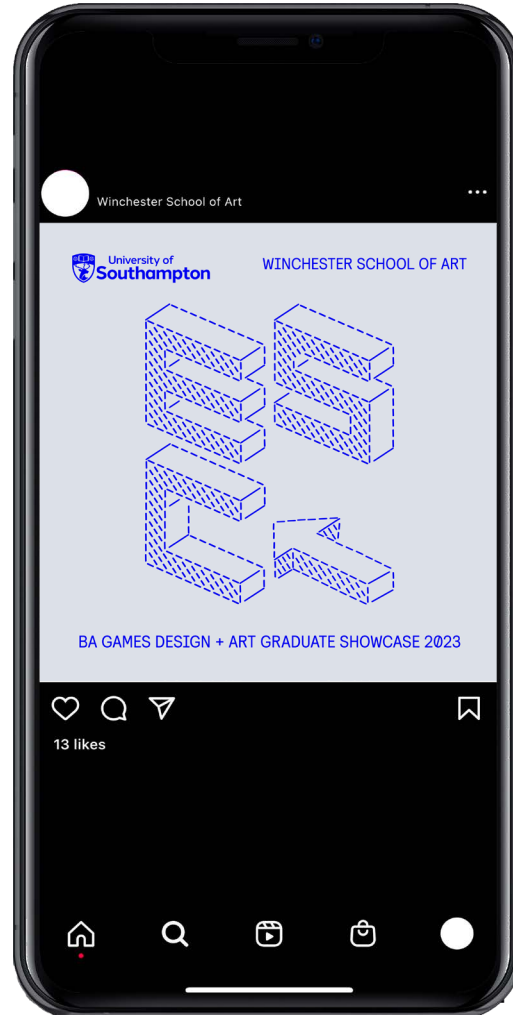 Winchester School of Art
University of
Southampton
WINCHESTER SCHOOL OF ART
ES
C
BA GAMES DESIGN + ART GRADUATE SHOWCASE 2023
13 likes